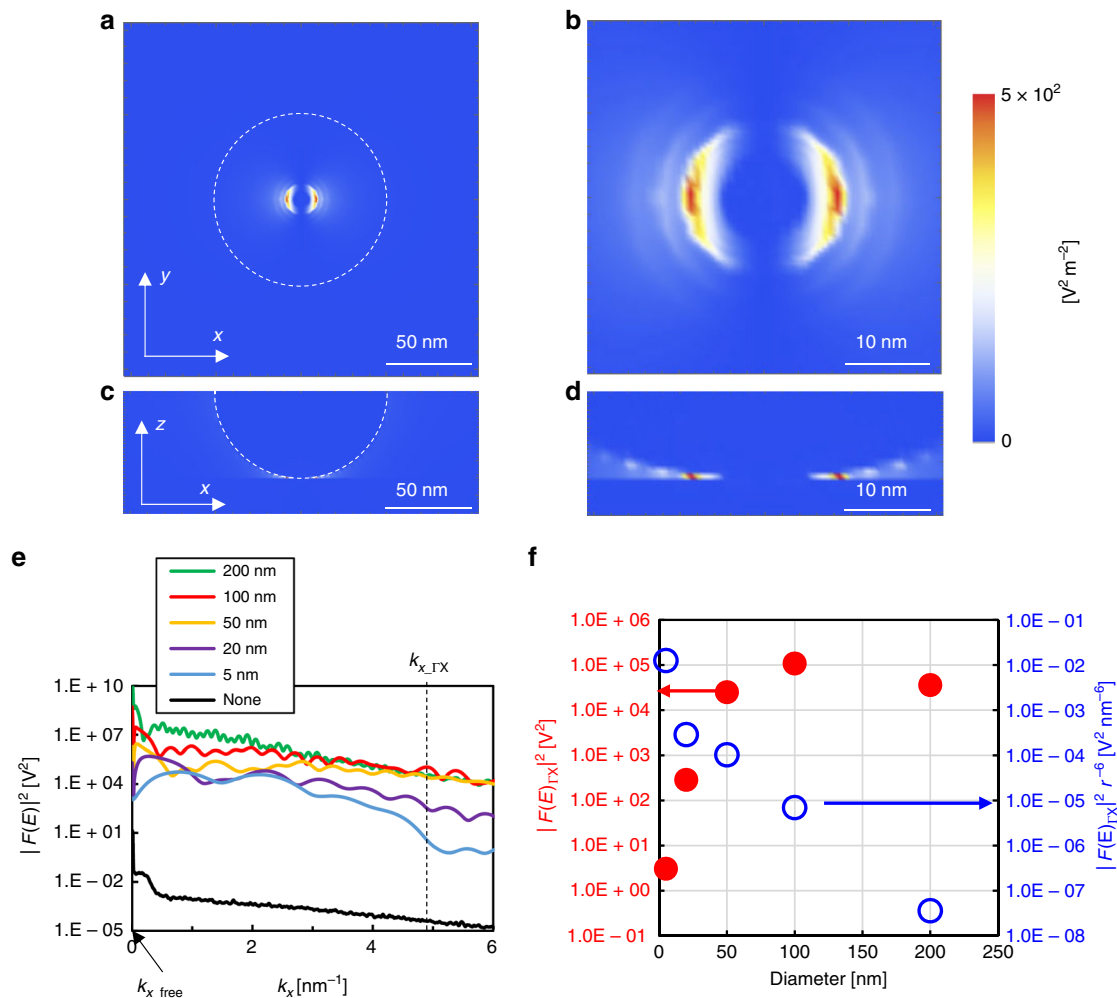 a
y
x
50 nm
b
10 nm
5 × 10²
0
[V² m⁻²]
c
z
x
50 nm
d
10 nm
e
200 nm
100 nm
50 nm
20 nm
5 nm
None
k_x_ΓX
|F(E)|² [V²]
1.E + 10
1.E + 07
1.E + 04
1.E + 01
1.E − 02
1.E − 05
0
2
4
6
k_x free
k_x [nm⁻¹]
f
|F(E)_ΓX|² [V²]
1.0E + 06
1.0E + 05
1.0E + 04
1.0E + 03
1.0E + 02
1.0E + 01
1.0E + 00
1.0E − 01
1.0E − 01
1.0E − 02
1.0E − 03
1.0E − 04
1.0E − 05
1.0E − 06
1.0E − 07
1.0E − 08
|F(E)_ΓX|² r⁻⁶ [V² nm⁻⁶]
0
50
100
150
200
250
Diameter [nm]